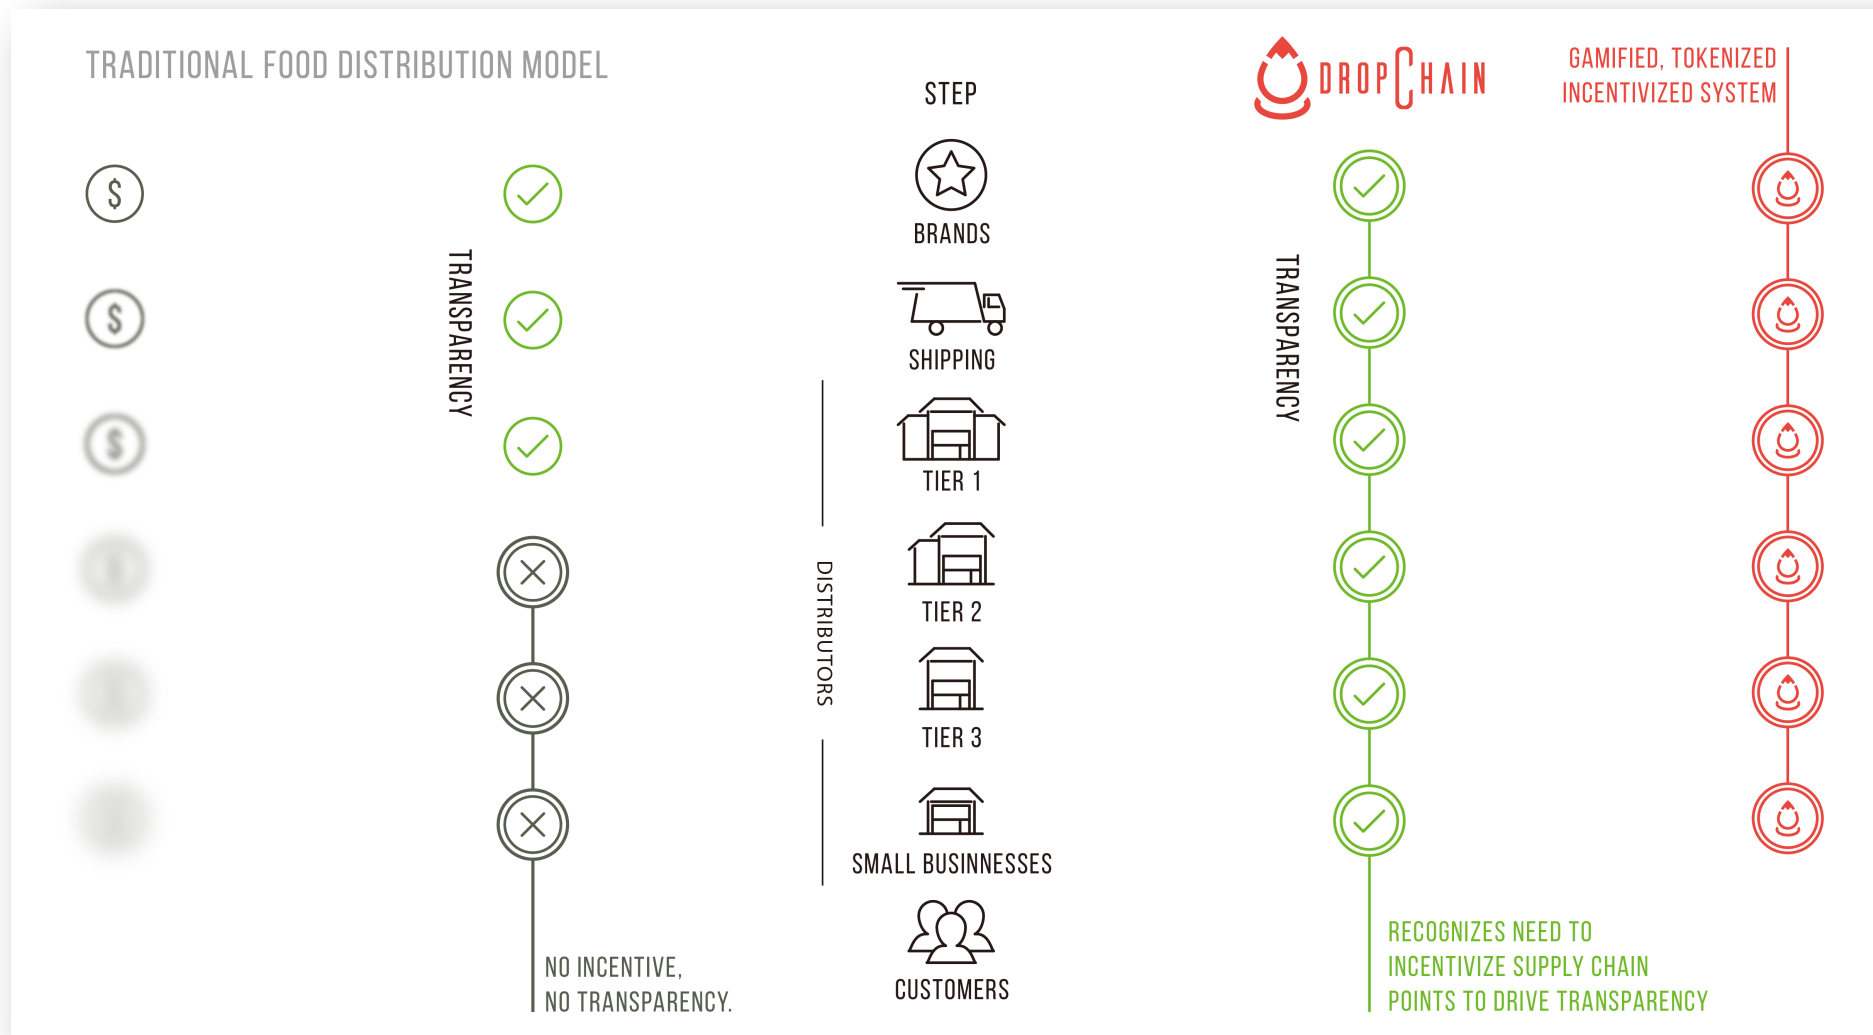 TRADITIONAL FOOD DISTRIBUTION MODEL
STEP
DROPCHAIN
GAMIFIED, TOKENIZED
INCENTIVIZED SYSTEM
$
$
$
TRANSPARENCY
BRANDS
SHIPPING
TIER 1
TIER 2
TIER 3
DISTRIBUTORS
SMALL BUSINNESSES
CUSTOMERS
TRANSPARENCY
NO INCENTIVE,
NO TRANSPARENCY.
RECOGNIZES NEED TO
INCENTIVIZE SUPPLY CHAIN
POINTS TO DRIVE TRANSPARENCY